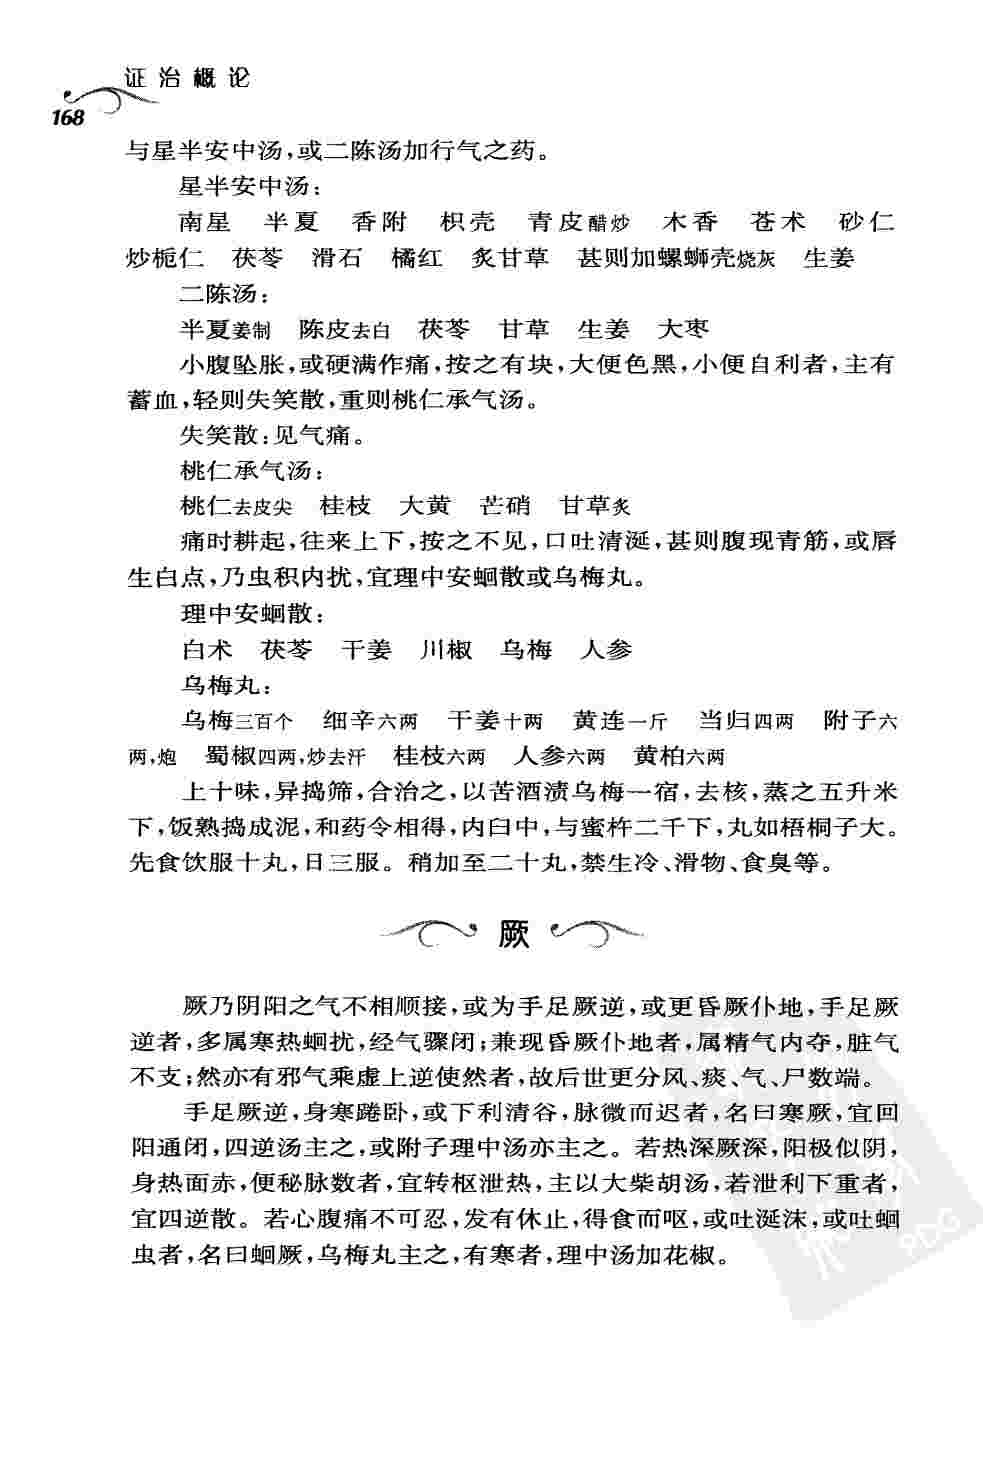 证治概论
168
与星半安中汤,或二陈汤加行气之药。
星半安中汤:
南星　半夏　香附　枳壳　青皮醋炒　木香　苍术　砂仁
炒栀仁　茯苓　滑石　橘红　炙甘草　甚则加螺蛳壳烧灰　生姜
二陈汤:
半夏姜制　陈皮去白　茯苓　甘草　生姜　大枣
小腹坠胀,或硬满作痛,按之有块,大便色黑,小便自利者,主有
蓄血,轻则失笑散,重则桃仁承气汤。
失笑散:见气痛。
桃仁承气汤:
桃仁去皮尖　桂枝　大黄　芒硝　甘草炙
痛时耕起,往来上下,按之不见,口吐清涎,甚则腹现青筋,或唇
生白点,乃虫积内扰,宜理中安蛔散或乌梅丸。
理中安蛔散:
白术　茯苓　干姜　川椒　乌梅　人参
乌梅丸:
乌梅三百个　细辛六两　干姜十两　黄连一斤　当归四两　附子六
两,炮　蜀椒四两,炒去汗　桂枝六两　人参六两　黄柏六两
上十味,异捣筛,合治之,以苦酒渍乌梅一宿,去核,蒸之五升米
下,饭熟捣成泥,和药令相得,内臼中,与蜜杵二千下,丸如梧桐子大。
先食饮服十丸,日三服。稍加至二十丸,禁生冷、滑物、食臭等。
厥
厥乃阴阳之气不相顺接,或为手足厥逆,或更昏厥仆地,手足厥
逆者,多属寒热蛔扰,经气骤闭;兼现昏厥仆地者,属精气内夺,脏气
不支;然亦有邪气乘虚上逆使然者,故后世更分风、痰、气、尸数端。
手足厥逆,身寒踡卧,或下利清谷,脉微而迟者,名曰寒厥,宜回
阳通闭,四逆汤主之,或附子理中汤亦主之。若热深厥深,阳极似阴,
身热面赤,便秘脉数者,宜转枢泄热,主以大柴胡汤,若泄利下重者,
宜四逆散。若心腹痛不可忍,发有休止,得食而呕,或吐涎沫,或吐蛔
虫者,名曰蛔厥,乌梅丸主之,有寒者,理中汤加花椒。
PDG